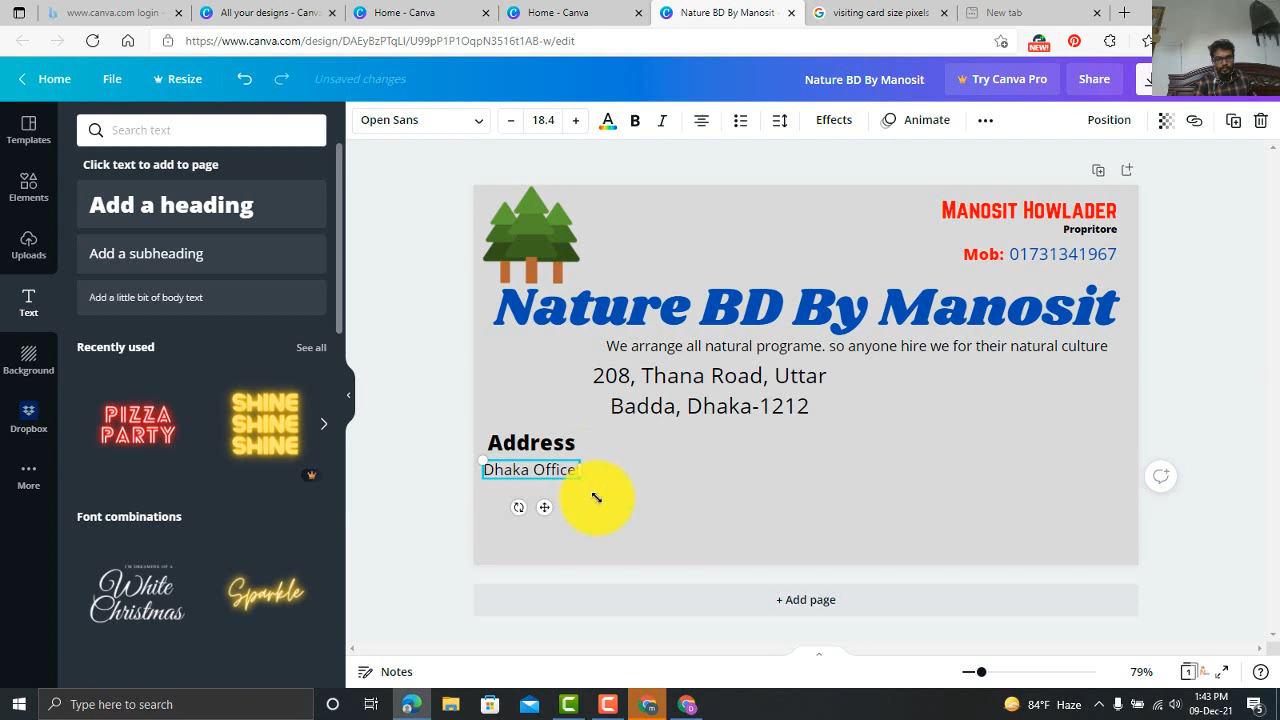 www.canva.com login
All your designs - Canva
Home - Canva
Home - Canva
Nature BD By Manosit -
visiting card size pixels
New tab
https://www.canva.com/design/DAEyBzPTqLI/U99pP1P1OqpN3516t1AB-w/edit
NEW!
Home
File
Resize
Unsaved changes
Nature BD By Manosit
Try Canva Pro
Share
Templates
Elements
Uploads
Text
Background
Dropbox
More
Search text
Click text to add to page
Add a heading
Add a subheading
Add a little bit of body text
Recently used
See all
PIZZA
PARTY
SHINE
SHINE
SHINE
Font combinations
I'M DREAMING OF A
White
Christmas
Sparkle
Open Sans
18.4
A
B
I
Effects
Animate
Position
Manosit Howlader
Propritore
Mob: 01731341967
Nature BD By Manosit
We arrange all natural programe. so anyone hire we for their natural culture
208, Thana Road, Uttar
Badda, Dhaka-1212
Address
Dhaka Office
+ Add page
Notes
79%
1
Type here to search
84°F Haze
1:43 PM
09-Dec-21